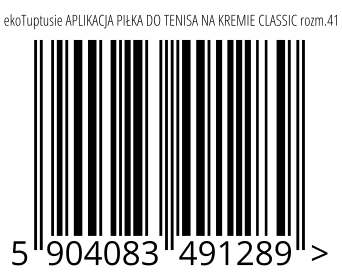 ekoTuptusie APLIKACJA PIŁKA DO TENISA NA KREMIE CLASSIC rozm.41
5 904083 491289 >